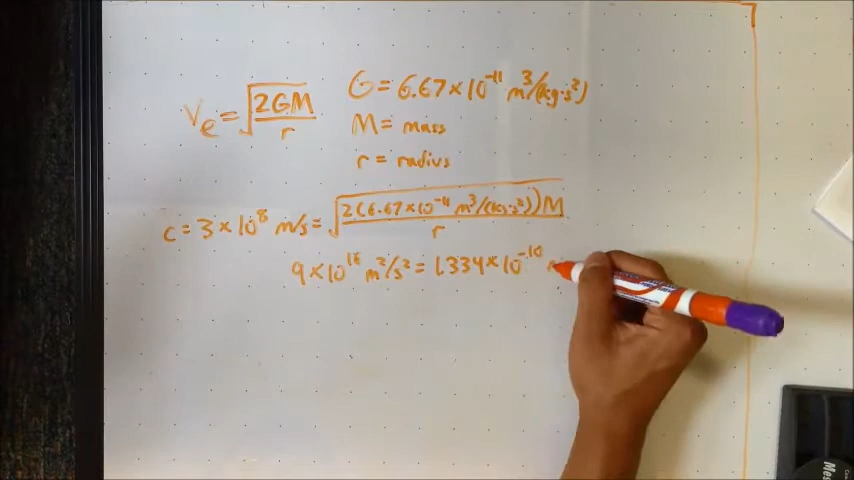 Ve = √(2GM/r) G = 6.67×10⁻¹¹ m³/(kg·s²)
M = mass
r = radius
c = 3×10⁸ m/s = √(2(6.67×10⁻¹¹ m³/(kg·s²))M/r)
9×10¹⁶ m²/s² = 1.334×10⁻¹⁰ m